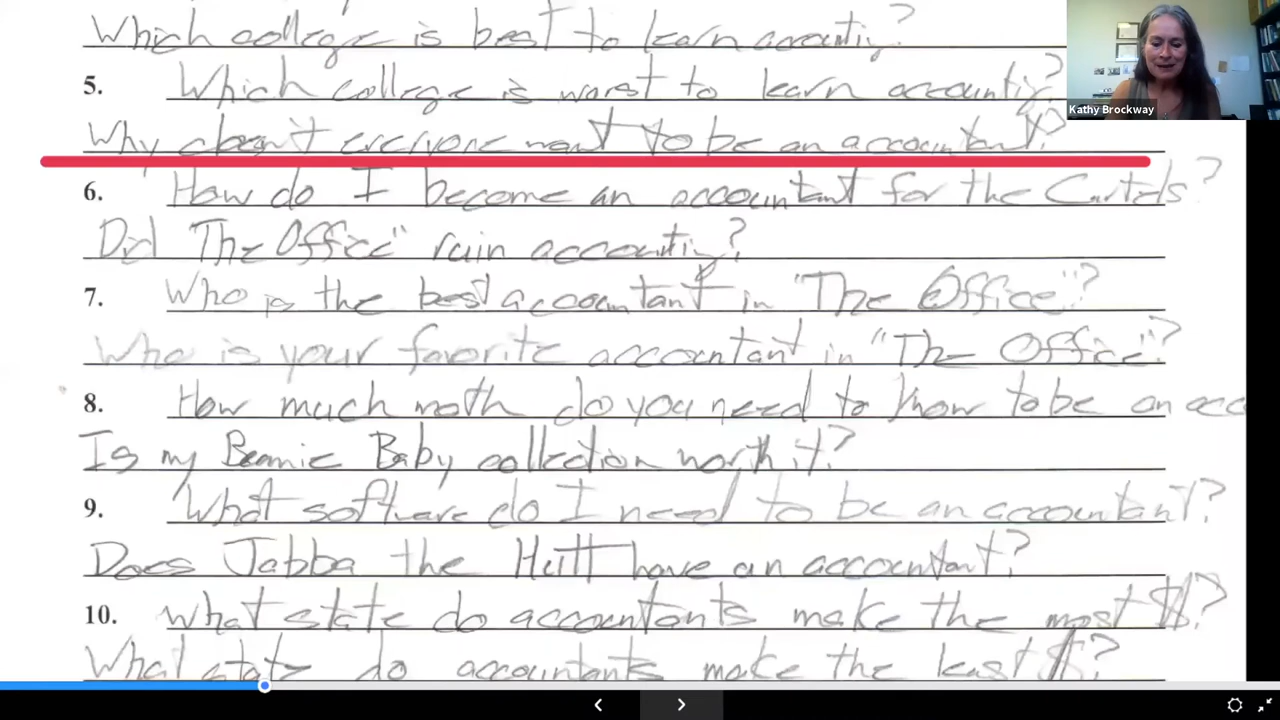 Which college is best to learn accounting?
5. Which college is worst to learn accounting?
Kathy Brockway
Why doesn't everyone want to be an accountant?
6. How do I become an accountant for the Cartels?
Did "The Office" ruin accounting?
7. Who is the best accountant in "The Office"?
Who is your favorite accountant in "The Office"?
8. How much math do you need to know to be an acc
Is my Beanie Baby collection worth it?
9. What software do I need to be an accountant?
Does Jabba the Hutt have an accountant?
10. What state do accountants make the most $?
What state do accountants make the least $?